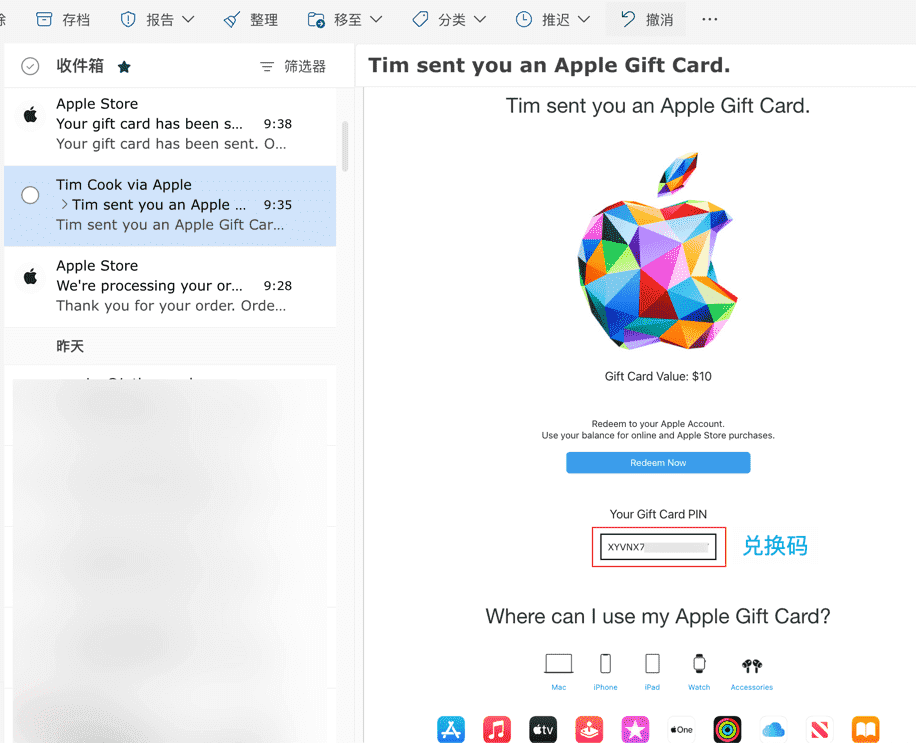 存档
报告
整理
移至
分类
推迟
撤消
收件箱
筛选器
Apple Store
Your gift card has been s... 9:38
Your gift card has been sent. O...
Tim Cook via Apple
Tim sent you an Apple ... 9:35
Tim sent you an Apple Gift Car...
Apple Store
We're processing your or... 9:28
Thank you for your order. Orde...
昨天
Tim sent you an Apple Gift Card.
Tim sent you an Apple Gift Card.
Gift Card Value: $10
Redeem to your Apple Account.
Use your balance for online and Apple Store purchases.
Redeem Now
Your Gift Card PIN
XYVNX7
兑换码
Where can I use my Apple Gift Card?
Mac
iPhone
iPad
Watch
Accessories
tv
One